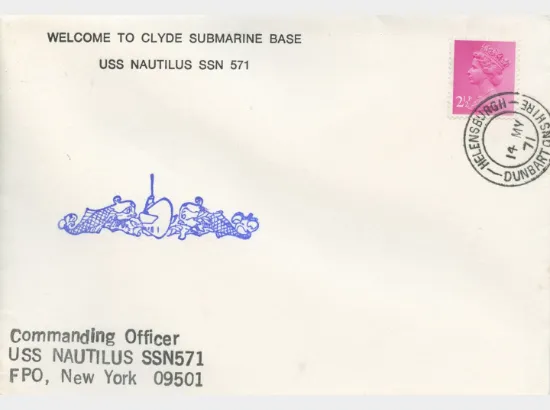 WELCOME TO CLYDE SUBMARINE BASE
USS NAUTILUS SSN 571
2½
HELENSBURGH
DUNBARTONSHIRE
14 MY
71
Commanding Officer
USS NAUTILUS SSN571
FPO, New York 09501